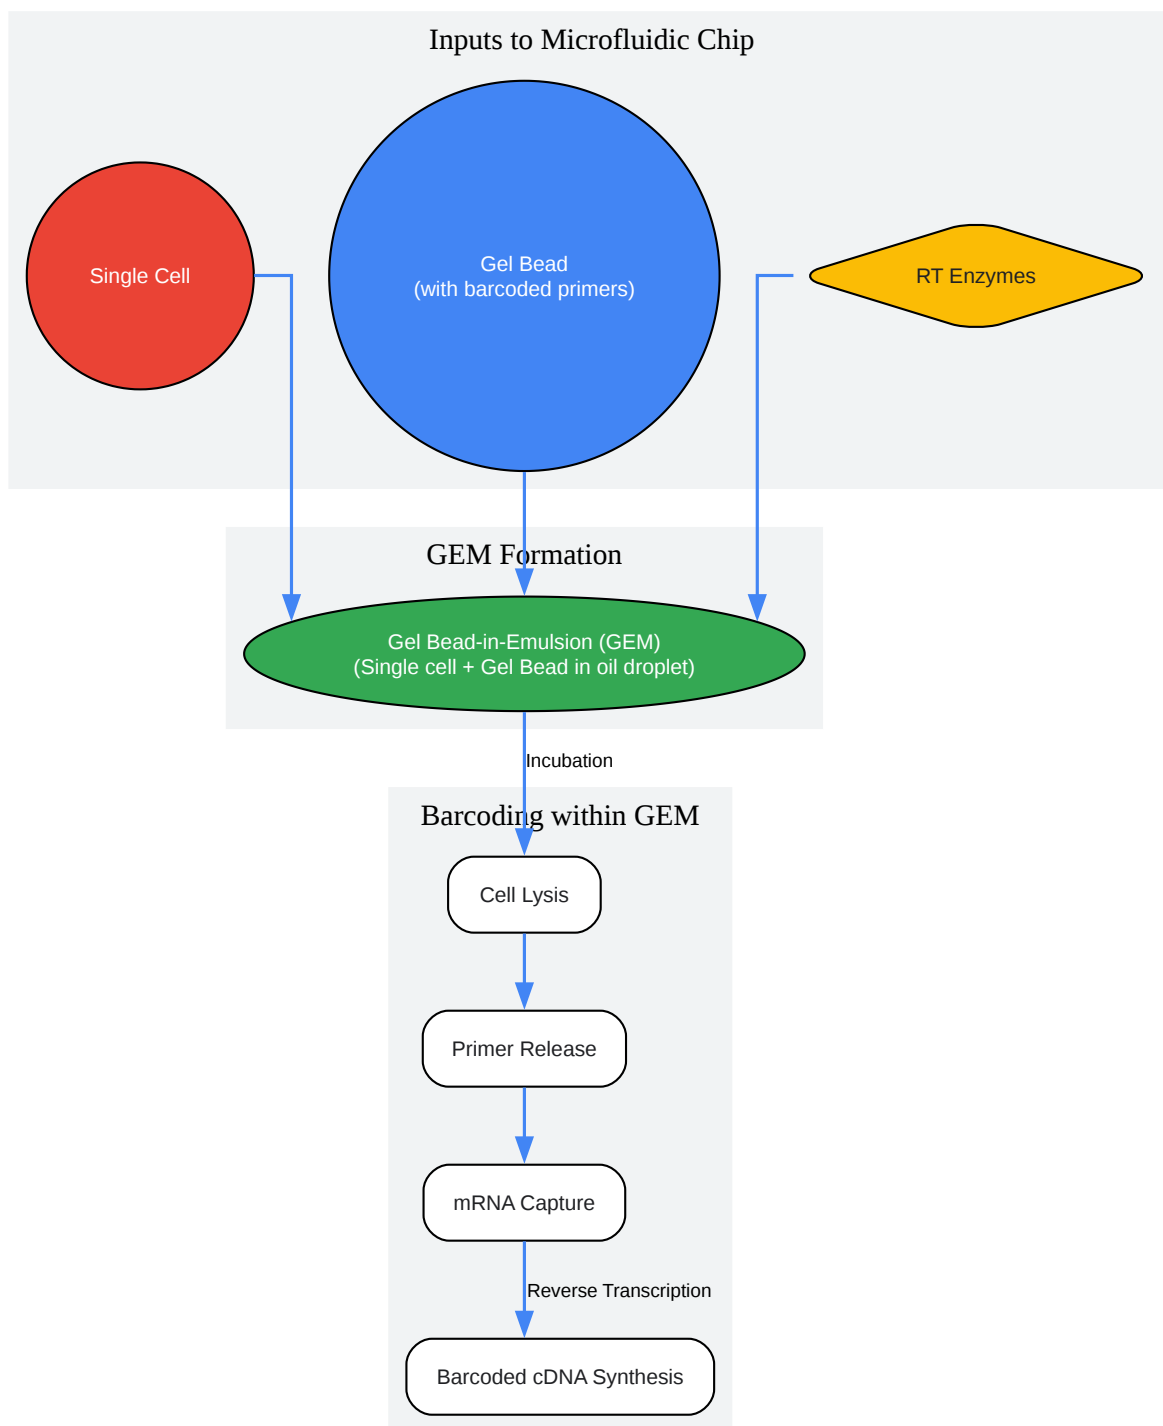 Inputs to Microfluidic Chip
Single Cell
Gel Bead
(with barcoded primers)
RT Enzymes
GEM Formation
Gel Bead-in-Emulsion (GEM)
(Single cell + Gel Bead in oil droplet)
Incubation
Barcoding within GEM
Cell Lysis
Primer Release
mRNA Capture
Reverse Transcription
Barcoded cDNA Synthesis